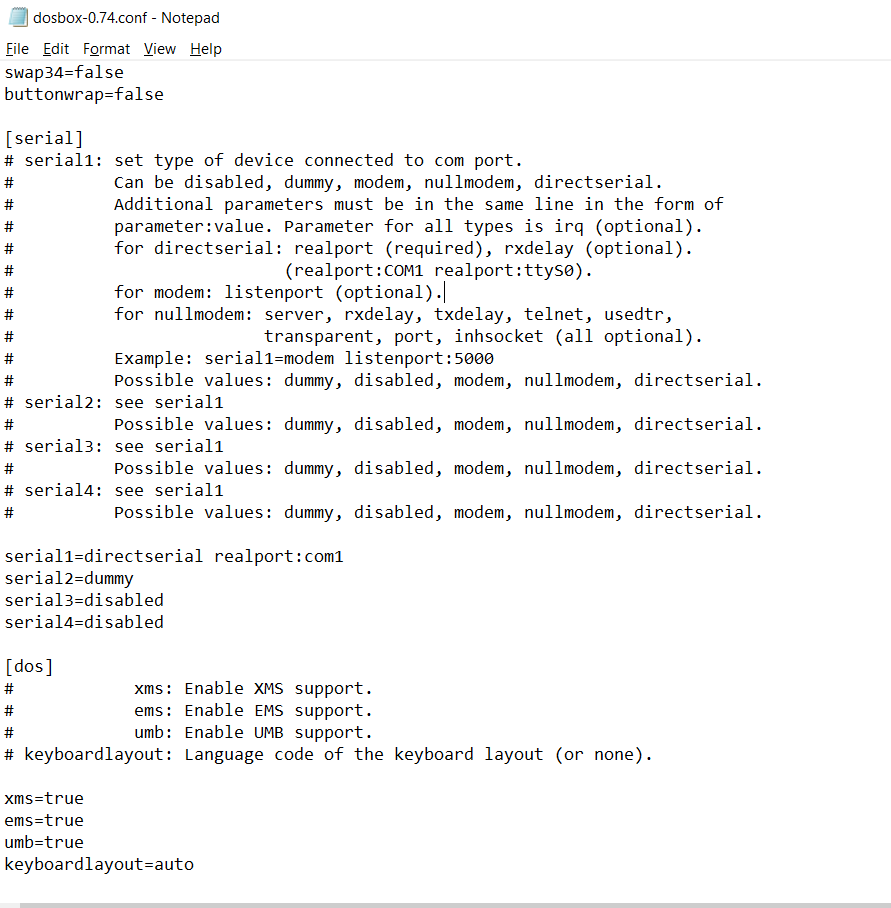 dosbox-0.74.conf - Notepad
File Edit Format View Help
swap34=false
buttonwrap=false
[serial]
# serial1: set type of device connected to com port.
#          Can be disabled, dummy, modem, nullmodem, directserial.
#          Additional parameters must be in the same line in the form of
#          parameter:value. Parameter for all types is irq (optional).
#          for directserial: realport (required), rxdelay (optional).
#                           (realport:COM1 realport:ttyS0).
#          for modem: listenport (optional).
#          for nullmodem: server, rxdelay, txdelay, telnet, usedtr,
#                         transparent, port, inhsocket (all optional).
#          Example: serial1=modem listenport:5000
#          Possible values: dummy, disabled, modem, nullmodem, directserial.
# serial2: see serial1
#          Possible values: dummy, disabled, modem, nullmodem, directserial.
# serial3: see serial1
#          Possible values: dummy, disabled, modem, nullmodem, directserial.
# serial4: see serial1
#          Possible values: dummy, disabled, modem, nullmodem, directserial.
serial1=directserial realport:com1
serial2=dummy
serial3=disabled
serial4=disabled
[dos]
#            xms: Enable XMS support.
#            ems: Enable EMS support.
#            umb: Enable UMB support.
# keyboardlayout: Language code of the keyboard layout (or none).
xms=true
ems=true
umb=true
keyboardlayout=auto